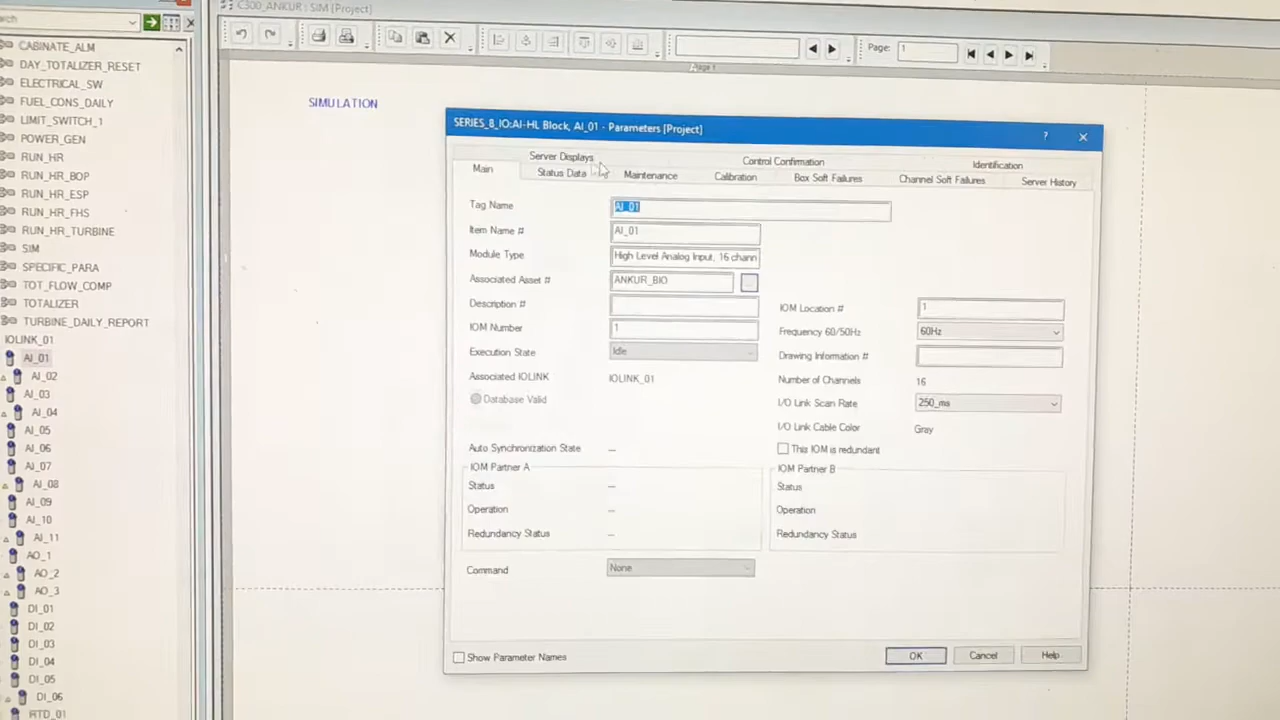 C300_ANKUR : SIM [Project]
Page: 1
Page 1
CABINATE_ALM
DAY_TOTALIZER_RESET
ELECTRICAL_SW
FUEL_CONS_DAILY
LIMIT_SWITCH_1
POWER_GEN
RUN_HR
RUN_HR_BOP
RUN_HR_ESP
RUN_HR_FHS
RUN_HR_TURBINE
SIM
SPECIFIC_PARA
TOT_FLOW_COMP
TOTALIZER
TURBINE_DAILY_REPORT
IOLINK_01
AI_01
AI_02
AI_03
AI_04
AI_05
AI_06
AI_07
AI_08
AI_09
AI_10
AI_11
AO_1
AO_2
AO_3
DI_01
DI_02
DI_03
DI_04
DI_05
DI_06
RTD_01
SIMULATION
SERIES_8_IO:AI-HL Block, AI_01 - Parameters [Project]
Server Displays Control Confirmation Identification
Main Status Data Maintenance Calibration Box Soft Failures Channel Soft Failures Server History
Tag Name AI_01
Item Name # AI_01
Module Type High Level Analog Input, 16 chann
Associated Asset # ANKUR_BIO
Description #
IOM Number 1
Execution State Idle
Associated IOLINK IOLINK_01
Database Valid
IOM Location # 1
Frequency 60/50Hz 60Hz
Drawing Information #
Number of Channels 16
I/O Link Scan Rate 250_ms
I/O Link Cable Color Gray
This IOM is redundant
Auto Synchronization State ---
IOM Partner A
Status ---
Operation ---
Redundancy Status ---
IOM Partner B
Status
Operation
Redundancy Status
Command None
Show Parameter Names
OK Cancel Help